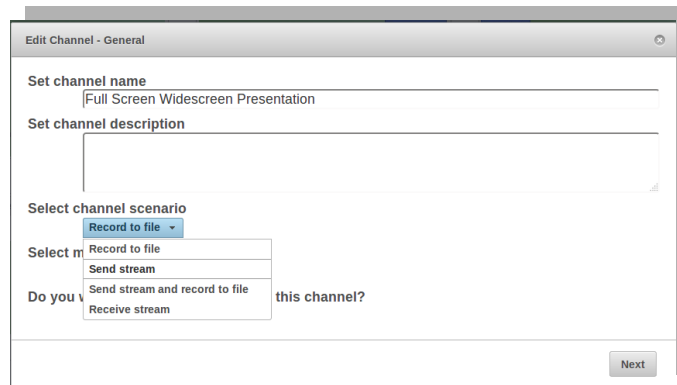 Edit Channel - General
Set channel name
Full Screen Widescreen Presentation
Set channel description
Select channel scenario
Record to file
Record to file
Select m
Send stream
Send stream and record to file
Do you this channel?
Receive stream
Next